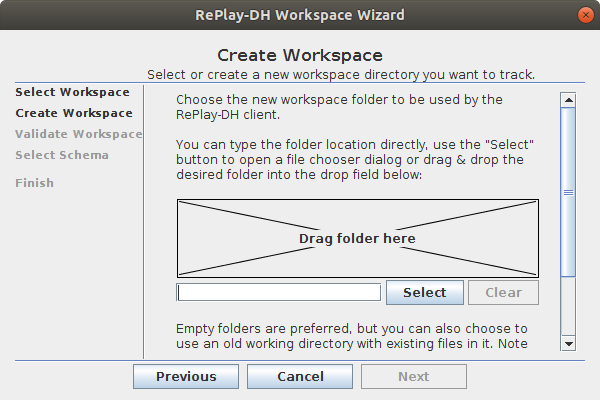 RePlay-DH Workspace Wizard
Create Workspace
Select or create a new workspace directory you want to track.
Select Workspace
Create Workspace
Validate Workspace
Select Schema
Finish
Choose the new workspace folder to be used by the
RePlay-DH client.
You can type the folder location directly, use the "Select"
button to open a file chooser dialog or drag & drop the
desired folder into the drop field below:
Drag folder here
Select
Clear
Empty folders are preferred, but you can also choose to
use an old working directory with existing files in it. Note
Previous
Cancel
Next